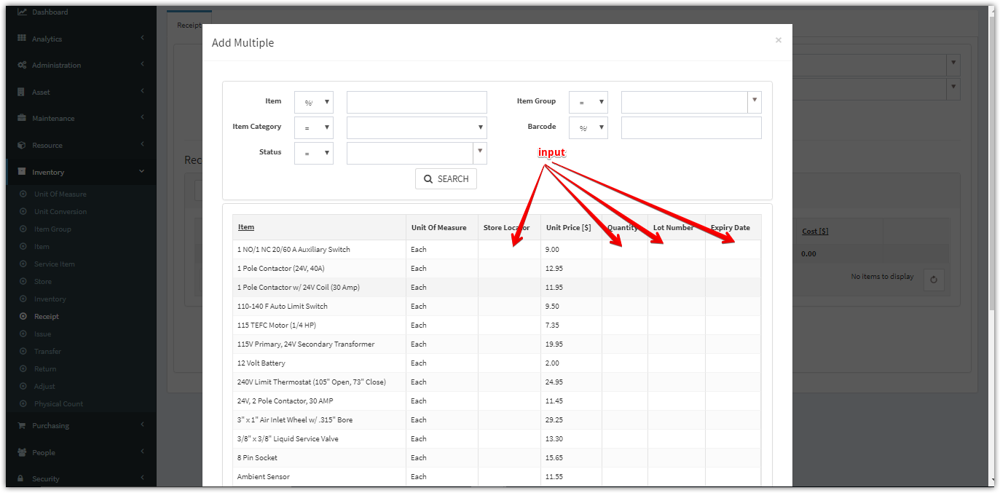 Dashboard
Analytics
Administration
Asset
Maintenance
Resource
Inventory
Unit Of Measure
Unit Conversion
Item Group
Item
Service Item
Store
Inventory
Receipt
Issue
Transfer
Return
Adjust
Physical Count
Purchasing
People
Security
Receipt
Rec
Add Multiple ×
Item %' Item Group =
Item Category = Barcode %'
Status =
input
SEARCH
Item Unit Of Measure Store Locator Unit Price [$] Quantity Lot Number Expiry Date
1 NO/1 NC 20/60 A Auxiliary Switch Each 9.00
1 Pole Contactor (24V, 40A) Each 12.95
1 Pole Contactor w/ 24V Coil (30 Amp) Each 11.95
110-140 F Auto Limit Switch Each 9.50
115 TEFC Motor (1/4 HP) Each 7.35
115V Primary, 24V Secondary Transformer Each 19.95
12 Volt Battery Each 2.00
240V Limit Thermostat (105" Open, 73" Close) Each 24.95
24V, 2 Pole Contactor, 30 AMP Each 11.45
3" x 1" Air Inlet Wheel w/ .315" Bore Each 29.25
3/8" x 3/8" Liquid Service Valve Each 13.30
8 Pin Socket Each 15.65
Ambient Sensor Each 11.55
Cost [$]
0.00
No items to display